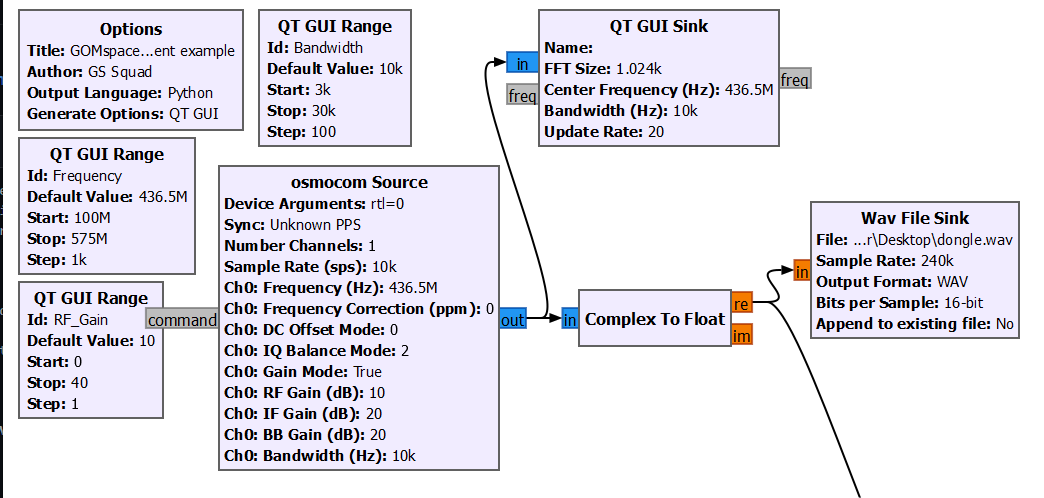 Options
Title: GOMspace...ent example
Author: GS Squad
Output Language: Python
Generate Options: QT GUI
QT GUI Range
Id: Bandwidth
Default Value: 10k
Start: 3k
Stop: 30k
Step: 100
QT GUI Sink
Name:
FFT Size: 1.024k
Center Frequency (Hz): 436.5M
Bandwidth (Hz): 10k
Update Rate: 20
in
freq
freq
QT GUI Range
Id: Frequency
Default Value: 436.5M
Start: 100M
Stop: 575M
Step: 1k
QT GUI Range
Id: RF_Gain
Default Value: 10
Start: 0
Stop: 40
Step: 1
command
osmocom Source
Device Arguments: rtl=0
Sync: Unknown PPS
Number Channels: 1
Sample Rate (sps): 10k
Ch0: Frequency (Hz): 436.5M
Ch0: Frequency Correction (ppm): 0
Ch0: DC Offset Mode: 0
Ch0: IQ Balance Mode: 2
Ch0: Gain Mode: True
Ch0: RF Gain (dB): 10
Ch0: IF Gain (dB): 20
Ch0: BB Gain (dB): 20
Ch0: Bandwidth (Hz): 10k
out
in
Complex To Float
re
im
Wav File Sink
File: ...r\Desktop\dongle.wav
Sample Rate: 240k
Output Format: WAV
Bits per Sample: 16-bit
Append to existing file: No
in